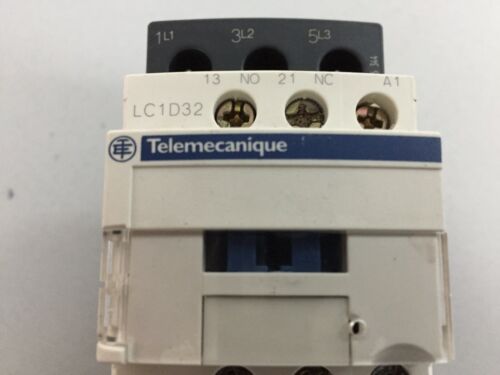 1L1 3L2 5L3
13 NO 21 NC A1
LC1D32
Telemecanique